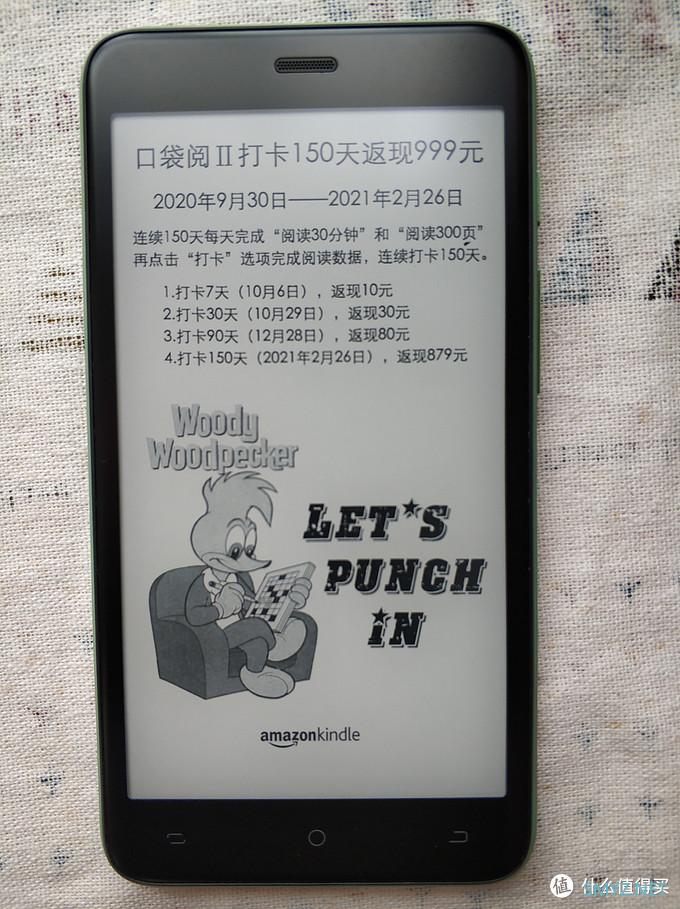 口袋阅Ⅱ打卡150天返现999元
2020年9月30日——2021年2月26日
连续150天每天完成“阅读30分钟”和“阅读300页”
再点击“打卡”选项完成阅读数据，连续打卡150天。
1.打卡7天（10月6日），返现10元
2.打卡30天（10月29日），返现30元
3.打卡90天（12月28日），返现80元
4.打卡150天（2021年2月26日），返现879元
Woody
Woodpecker
LET'S
PUNCH
IN
amazonkindle
值 什么值得买